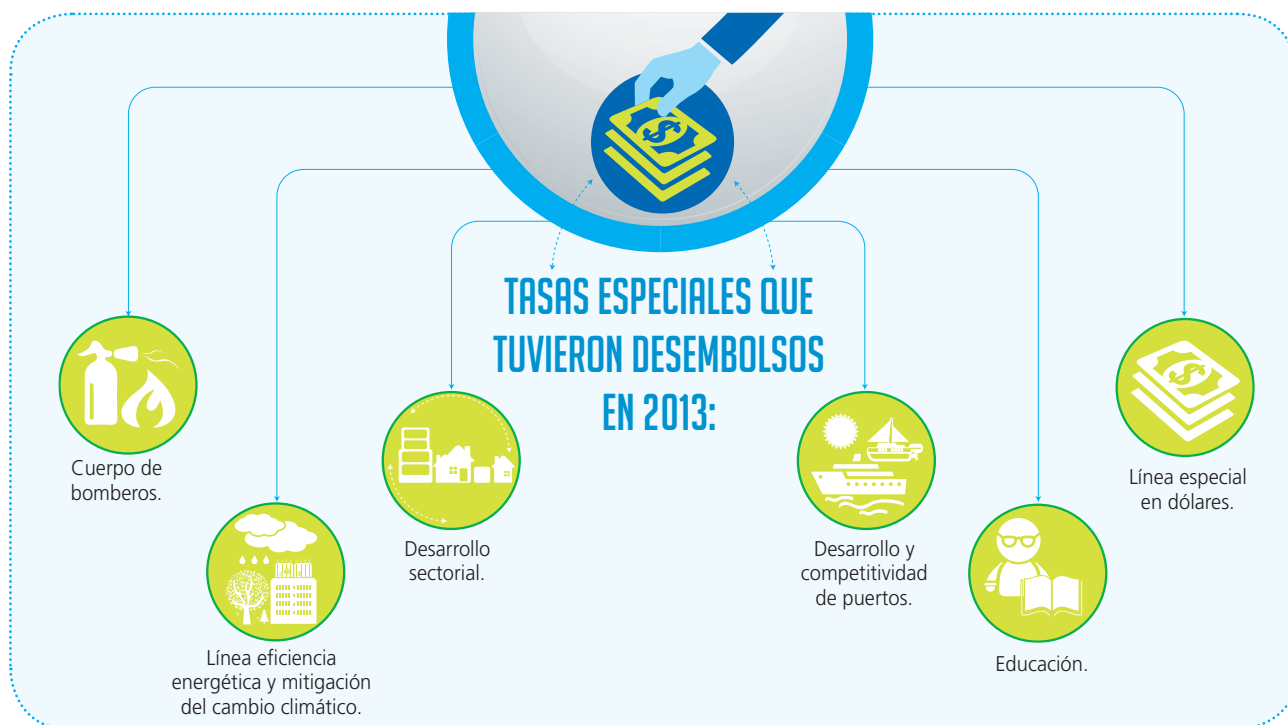 TASAS ESPECIALES QUE
TUVIERON DESEMBOLSOS
EN 2013:
Cuerpo de
bomberos.
Línea eficiencia
energética y mitigación
del cambio climático.
Desarrollo
sectorial.
Desarrollo y
competitividad
de puertos.
Educación.
Línea especial
en dólares.